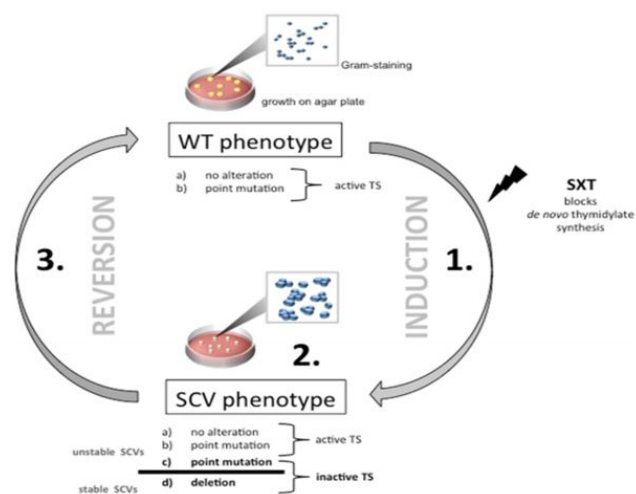 Gram-staining
growth on agar plate
WT phenotype
a) no alteration
b) point mutation
active TS
SXT
blocks
de novo thymidylate
synthesis
3.
REVERSION
INDUCTION
1.
2.
SCV phenotype
a) no alteration
b) point mutation
active TS
unstable SCVs
c) point mutation
inactive TS
d) deletion
stable SCVs